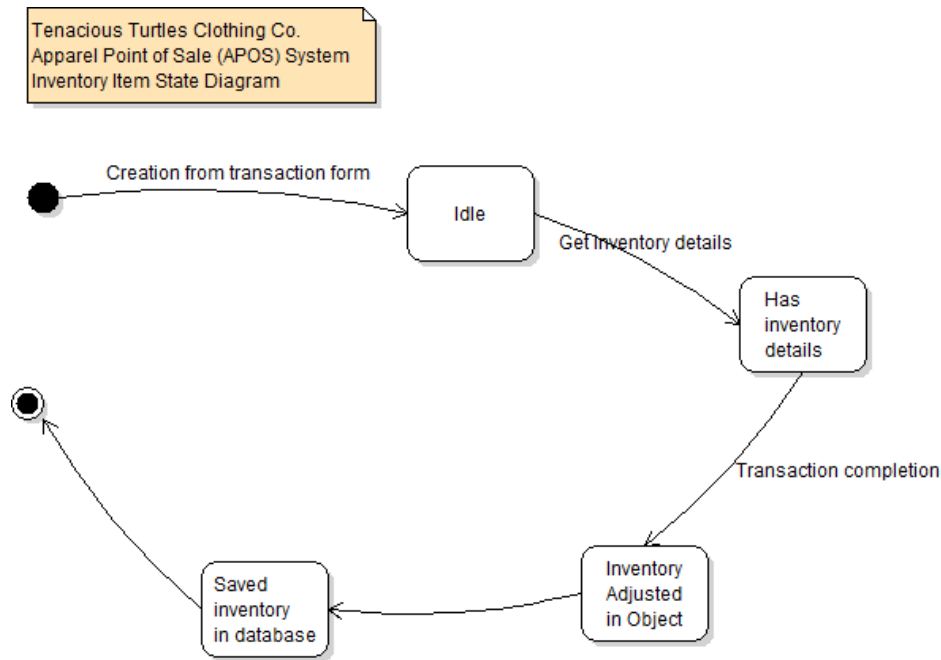 Tenacious Turtles Clothing Co.
Apparel Point of Sale (APOS) System
Inventory Item State Diagram
Creation from transaction form
Idle
Get inventory details
Has
inventory
details
Transaction completion
Inventory
Adjusted
in Object
Saved
inventory
in database